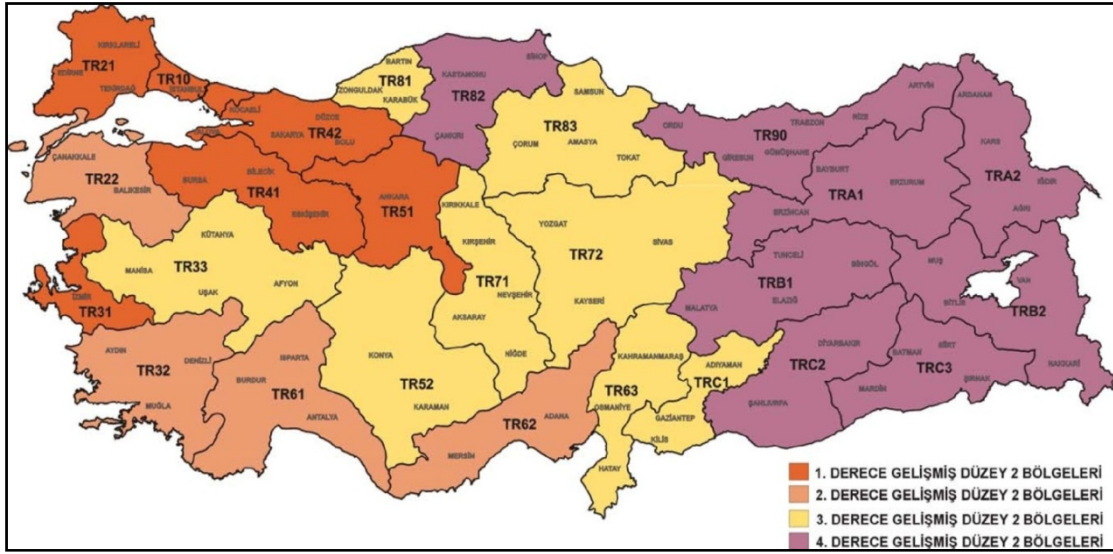 KIRKLARELİ
TR21
EDİRNE
TEKİRDAĞ
TR10
İSTANBUL
KOCAELİ
DÜZCE
TR42
SAKARYA
BOLU
BARTIN
TR81
ZONGULDAK
KARABÜK
KASTAMONU
SİNOP
TR82
ÇANKIRI
SAMSUN
TR83
ÇORUM
AMASYA
TOKAT
ORDU
TR90
TRABZON
RİZE
ARTVİN
GİRESUN
GÜMÜŞHANE
ARDAHAN
KARS
TRA2
IĞDIR
AĞRI
BAYBURT
ERZURUM
TRA1
ERZİNCAN
ÇANAKKALE
TR22
BALIKESİR
BURSA
BİLECİK
TR41
ESKİŞEHİR
ANKARA
TR51
KIRIKKALE
KIRŞEHİR
TR71
NEVŞEHİR
AKSARAY
NİĞDE
YOZGAT
SİVAS
TR72
KAYSERİ
TUNCELİ
BİNGÖL
TRB1
ELAZIĞ
MALATYA
MUŞ
VAN
BİTLİS
TRB2
HAKKARİ
KÜTAHYA
MANİSA
TR33
UŞAK
AFYON
İZMİR
TR31
AYDIN
TR32
DENİZLİ
MUĞLA
ISPARTA
BURDUR
TR61
ANTALYA
KONYA
TR52
KARAMAN
ADANA
TR62
MERSİN
KAHRAMANMARAŞ
TR63
OSMANİYE
HATAY
ADIYAMAN
TRC1
GAZİANTEP
KİLİS
DİYARBAKIR
TRC2
ŞANLIURFA
BATMAN
SİİRT
TRC3
MARDİN
ŞIRNAK
1. DERECE GELİŞMİŞ DÜZEY 2 BÖLGELERİ
2. DERECE GELİŞMİŞ DÜZEY 2 BÖLGELERİ
3. DERECE GELİŞMİŞ DÜZEY 2 BÖLGELERİ
4. DERECE GELİŞMİŞ DÜZEY 2 BÖLGELERİ